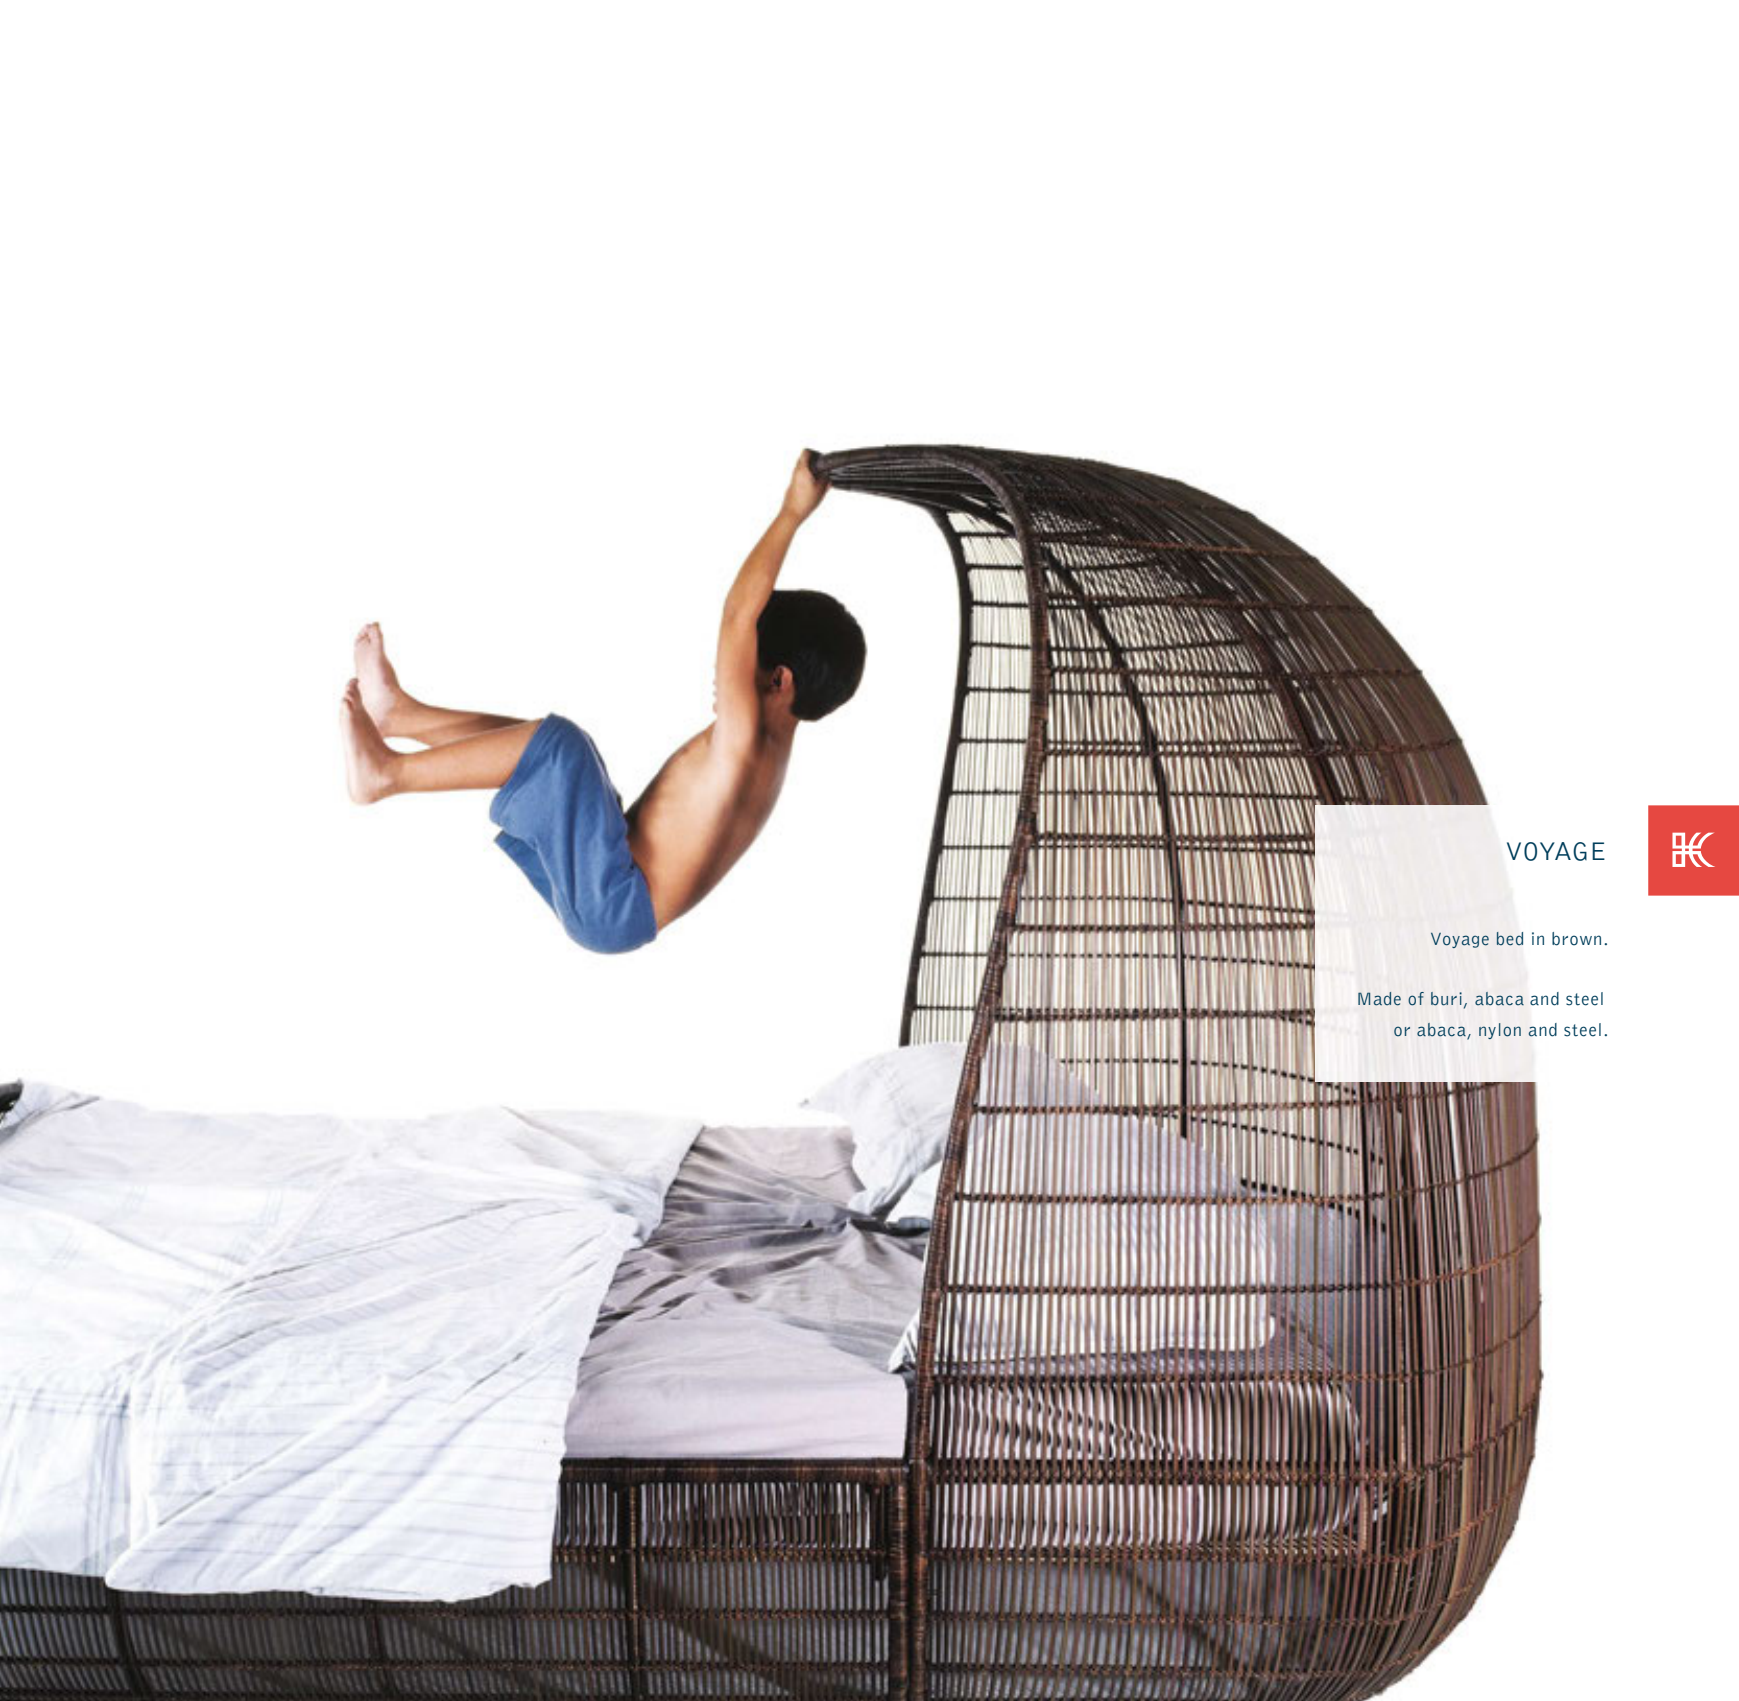 VOYAGE
Voyage bed in brown.
Made of buri, abaca and steel
or abaca, nylon and steel.